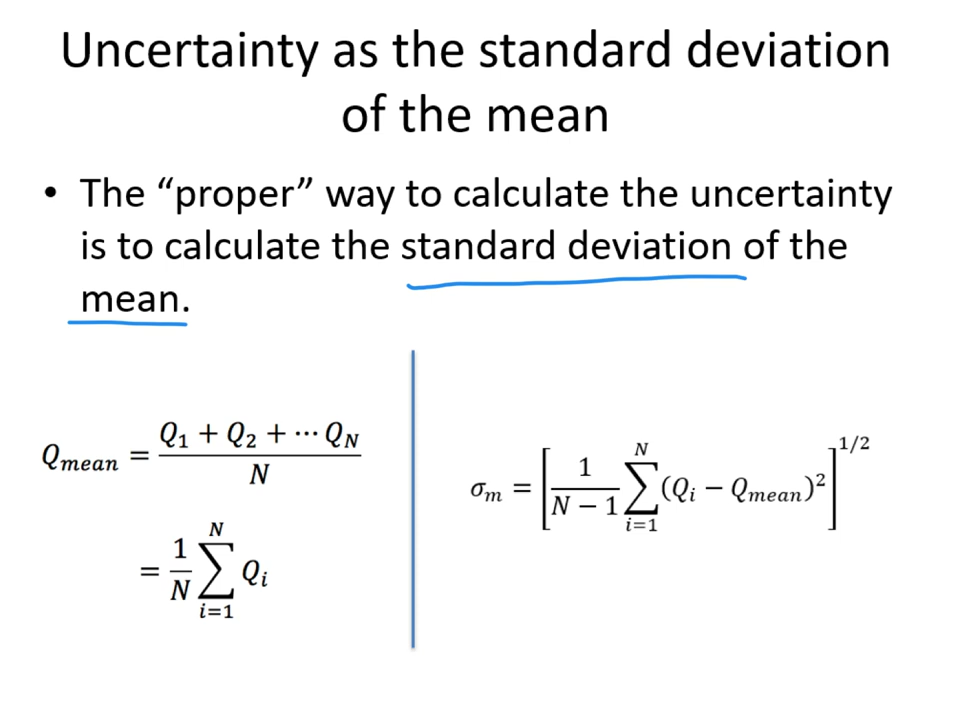 Uncertainty as the standard deviation
of the mean
• The “proper” way to calculate the uncertainty
is to calculate the standard deviation of the
mean.
Q_mean = (Q_1 + Q_2 + ⋯ Q_N) / N
= 1/N ∑_{i=1}^{N} Q_i
σ_m = [1/(N − 1) ∑_{i=1}^{N} (Q_i − Q_mean)^2]^{1/2}